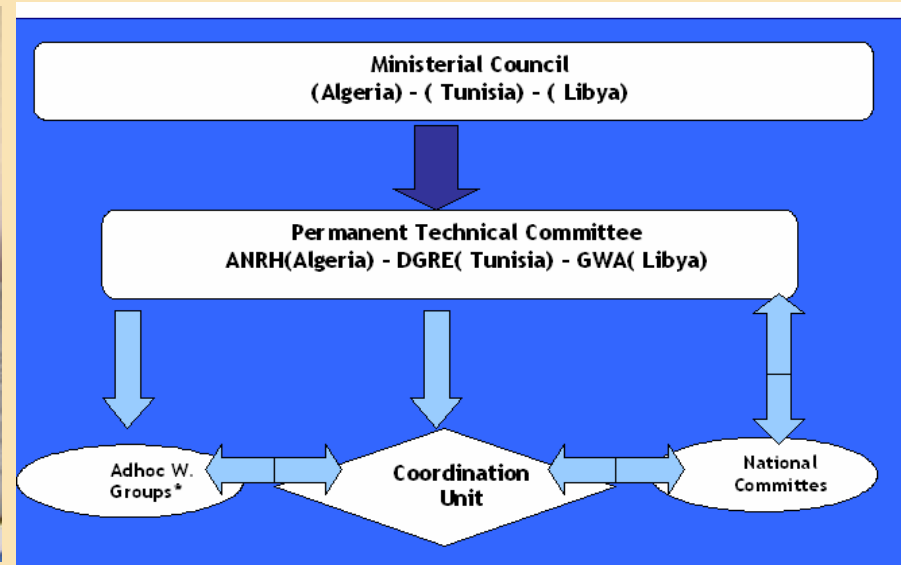 Ministerial Council
(Algeria) - ( Tunisia) - ( Libya)
Permanent Technical Committee
ANRH(Algeria) - DGRE( Tunisia) - GWA( Libya)
Adhoc W.
Groups*
Coordination
Unit
National
Committes